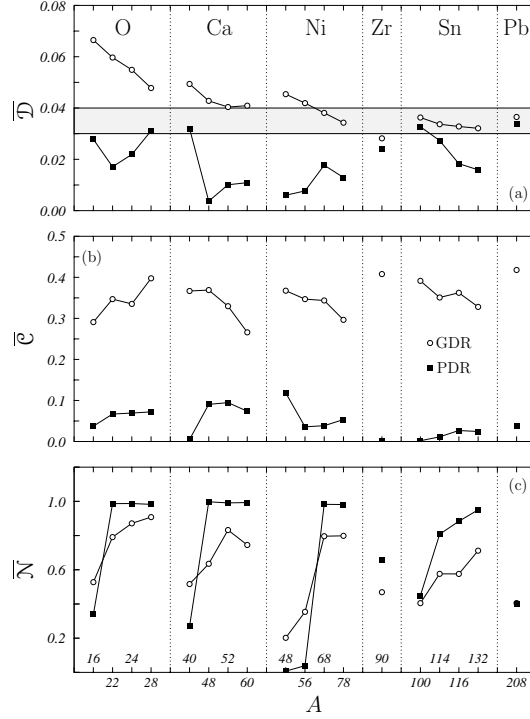 O Ca Ni Zr Sn Pb
0.08
0.06
0.04
0.02
0.00
𝒟̅
(a)
(b)
0.5
0.4
0.3
0.2
0.1
0.0
𝒞̅
GDR
PDR
(c)
1.0
0.6
0.2
𝒩̅
16 24 40 52 48 68 90 114 132
22 28 48 60 56 78 100 116 208
A